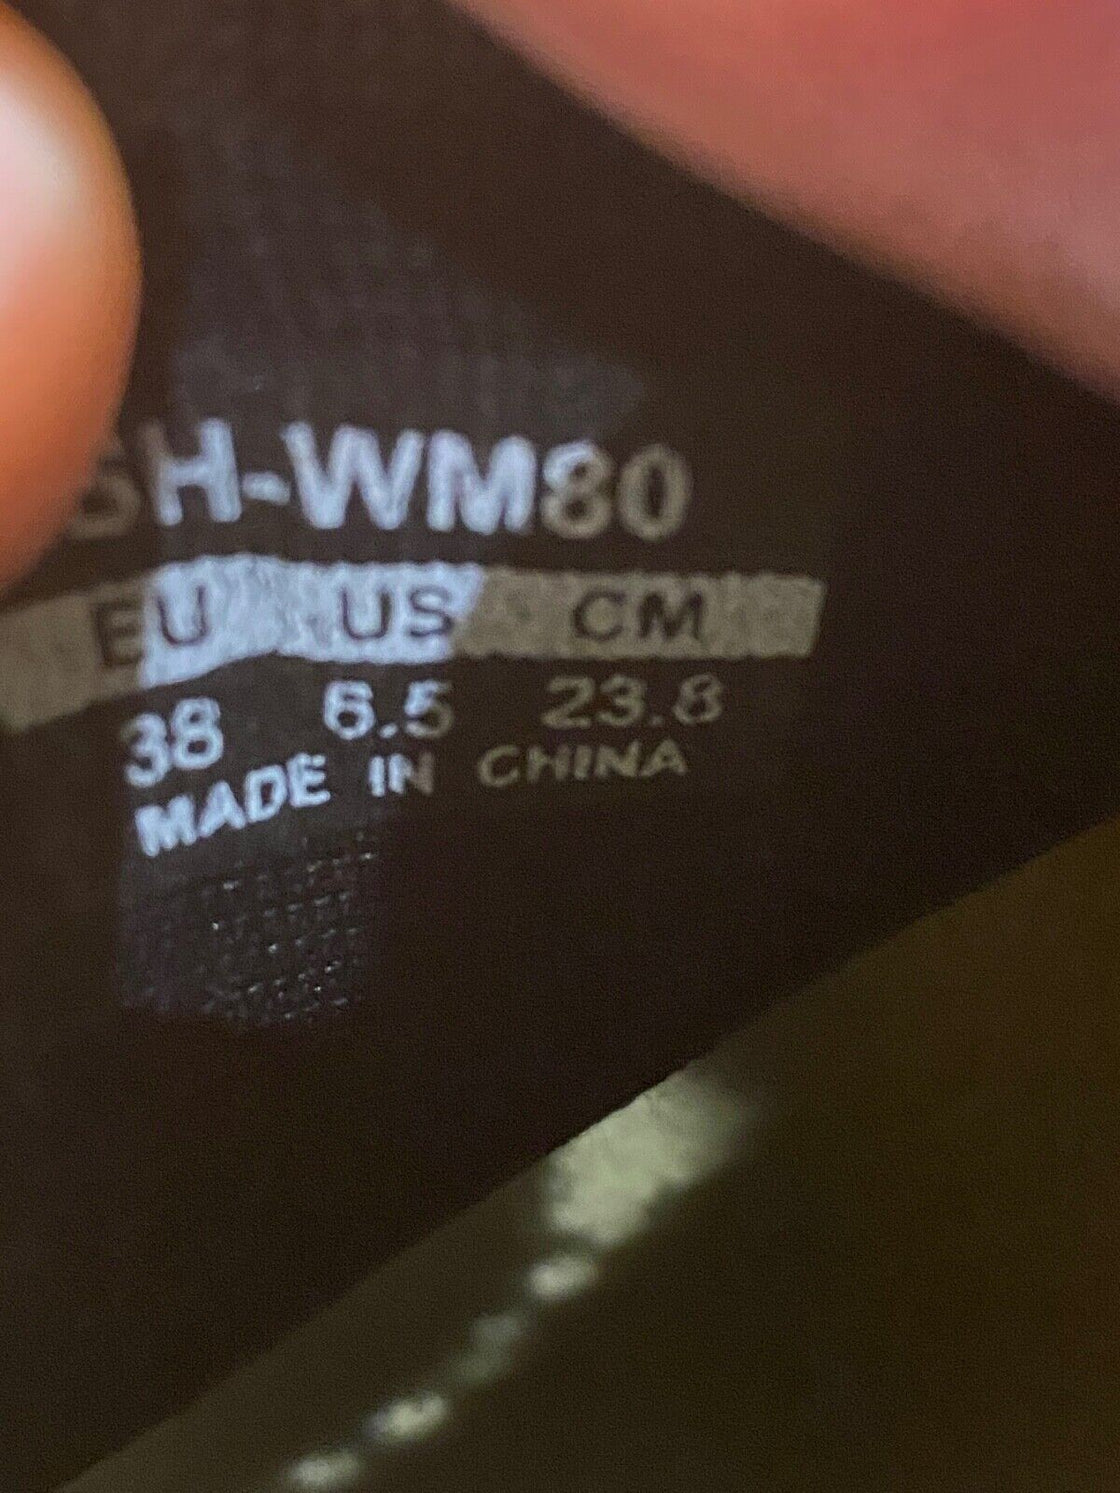 SH-WM80
EU US CM
38 6.5 23.8
MADE IN CHINA